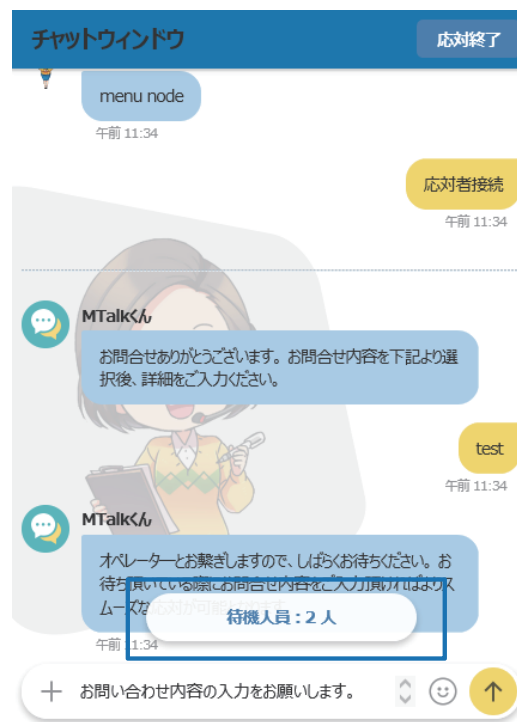 チャットウィンドウ
応対終了
menu node
午前 11:34
応対者接続
午前 11:34
MTalkくん
お問合せありがとうございます。お問合せ内容を下記より選
択後、詳細をご入力ください。
test
午前 11:34
MTalkくん
オペレーターとお繋ぎしますので、しばらくお待ちください。お
待ち頂いている際にお問合せ内容をご入力頂ければよりス
ムーズな応対が可能
待機人員 : 2 人
午前 11:34
お問い合わせ内容の入力をお願いします。